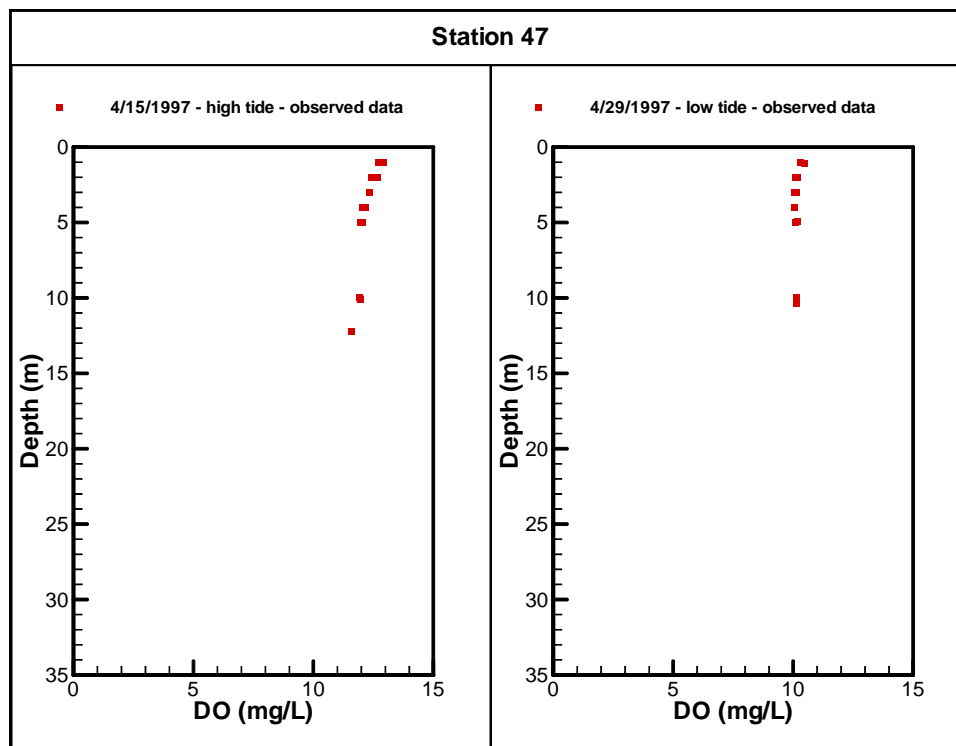 Station 47
4/15/1997 - high tide - observed data
0
5
10
15
20
25
30
35
Depth (m)
0 5 10 15
DO (mg/L)
4/29/1997 - low tide - observed data
0
5
10
15
20
25
30
35
Depth (m)
0 5 10 15
DO (mg/L)